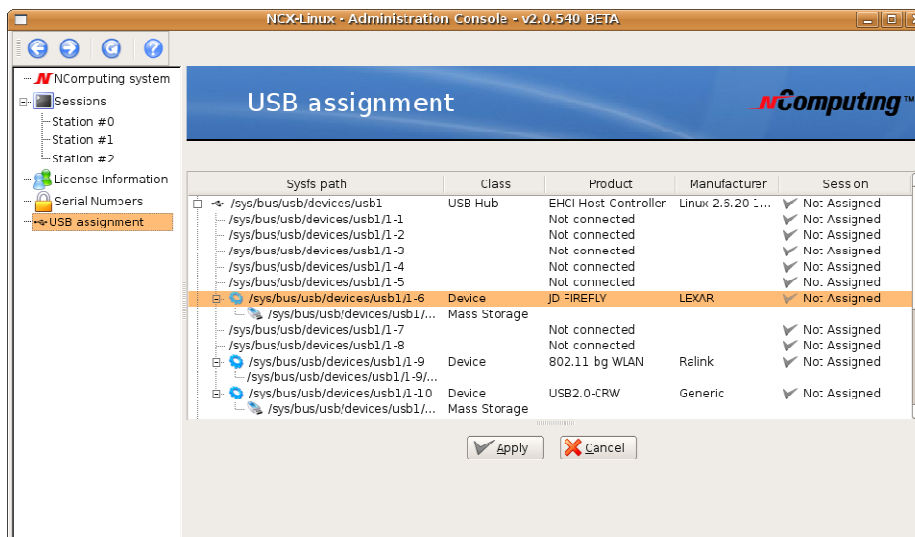 NCX-Linux - Administration Console - v2.0.540 BETA
NComputing system
Sessions
Station #0
Station #1
Station #2
License Information
Serial Numbers
USB assignment
USB assignment
NComputing™
Sysfs path Class Product Manufacturer Session
/sys/bus/usb/devices/usb1 USB Hub EHCI Host Controller Linux 2.6.20 1... Not Assigned
/sys/bus/usb/devices/usb1/1-1 Not connected Not Assigned
/sys/bus/usb/devices/usb1/1-2 Not connected Not Assigned
/sys/bus/usb/devices/usb1/1-3 Not connected Not Assigned
/sys/bus/usb/devices/usb1/1-4 Not connected Not Assigned
/sys/bus/usb/devices/usb1/1-5 Not connected Not Assigned
/sys/bus/usb/devices/usb1/1-6 Device JD FIREFLY LEXAR Not Assigned
/sys/bus/usb/devices/usb1/... Mass Storage
/sys/bus/usb/devices/usb1/1-7 Not connected Not Assigned
/sys/bus/usb/devices/usb1/1-8 Not connected Not Assigned
/sys/bus/usb/devices/usb1/1-9 Device 802.11 bg WLAN Ralink Not Assigned
/sys/bus/usb/devices/usb1/1-9/...
/sys/bus/usb/devices/usb1/1-10 Device USB2.0-CRW Generic Not Assigned
/sys/bus/usb/devices/usb1/... Mass Storage
Apply Cancel